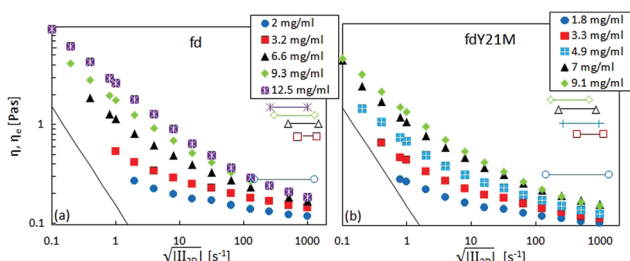 fd
2 mg/ml
3.2 mg/ml
6.6 mg/ml
9.3 mg/ml
12.5 mg/ml
η, ηe [Pas]
1
0.1
(a)
0.1 1 10 100 1000
√|II2D| [s-1]
fdY21M
1.8 mg/ml
3.3 mg/ml
4.9 mg/ml
7 mg/ml
9.1 mg/ml
(b)
0.1 1 10 100 1000
√|II2D| [s-1]